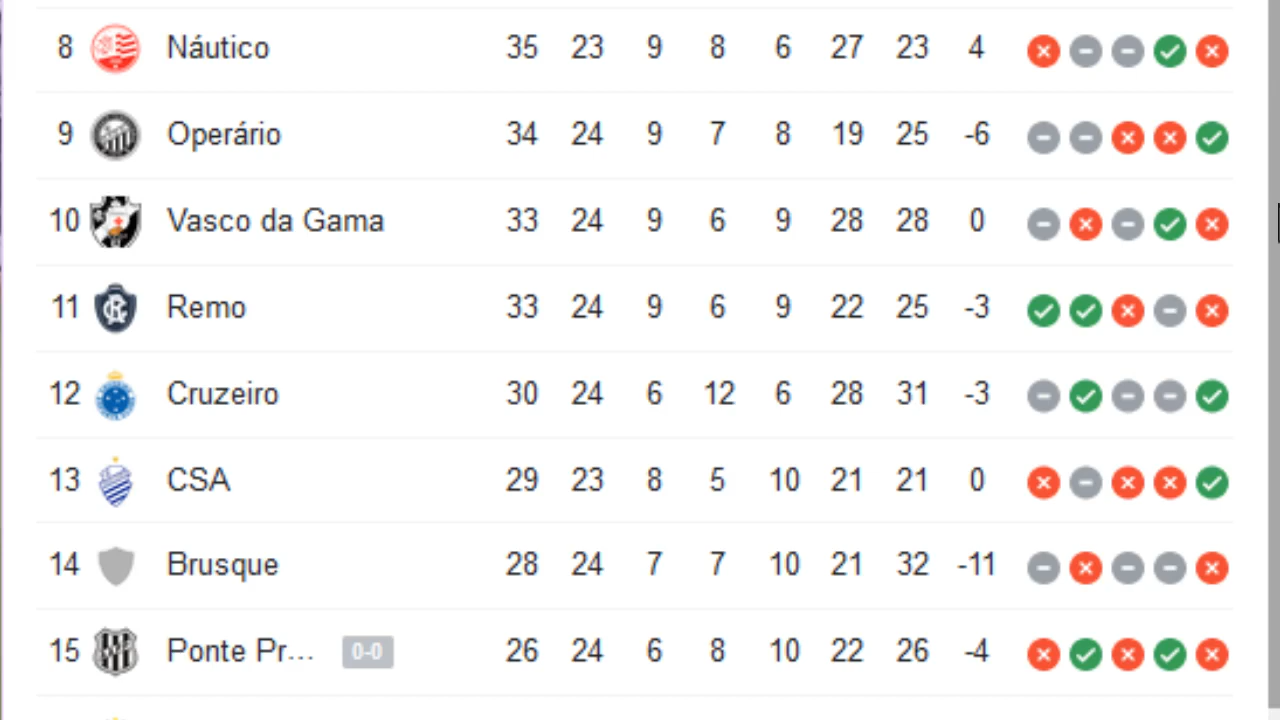 8 Náutico 35 23 9 8 6 27 23 4
9 Operário 34 24 9 7 8 19 25 -6
10 Vasco da Gama 33 24 9 6 9 28 28 0
11 Remo 33 24 9 6 9 22 25 -3
12 Cruzeiro 30 24 6 12 6 28 31 -3
13 CSA 29 23 8 5 10 21 21 0
14 Brusque 28 24 7 7 10 21 32 -11
15 Ponte Pr... 0-0 26 24 6 8 10 22 26 -4